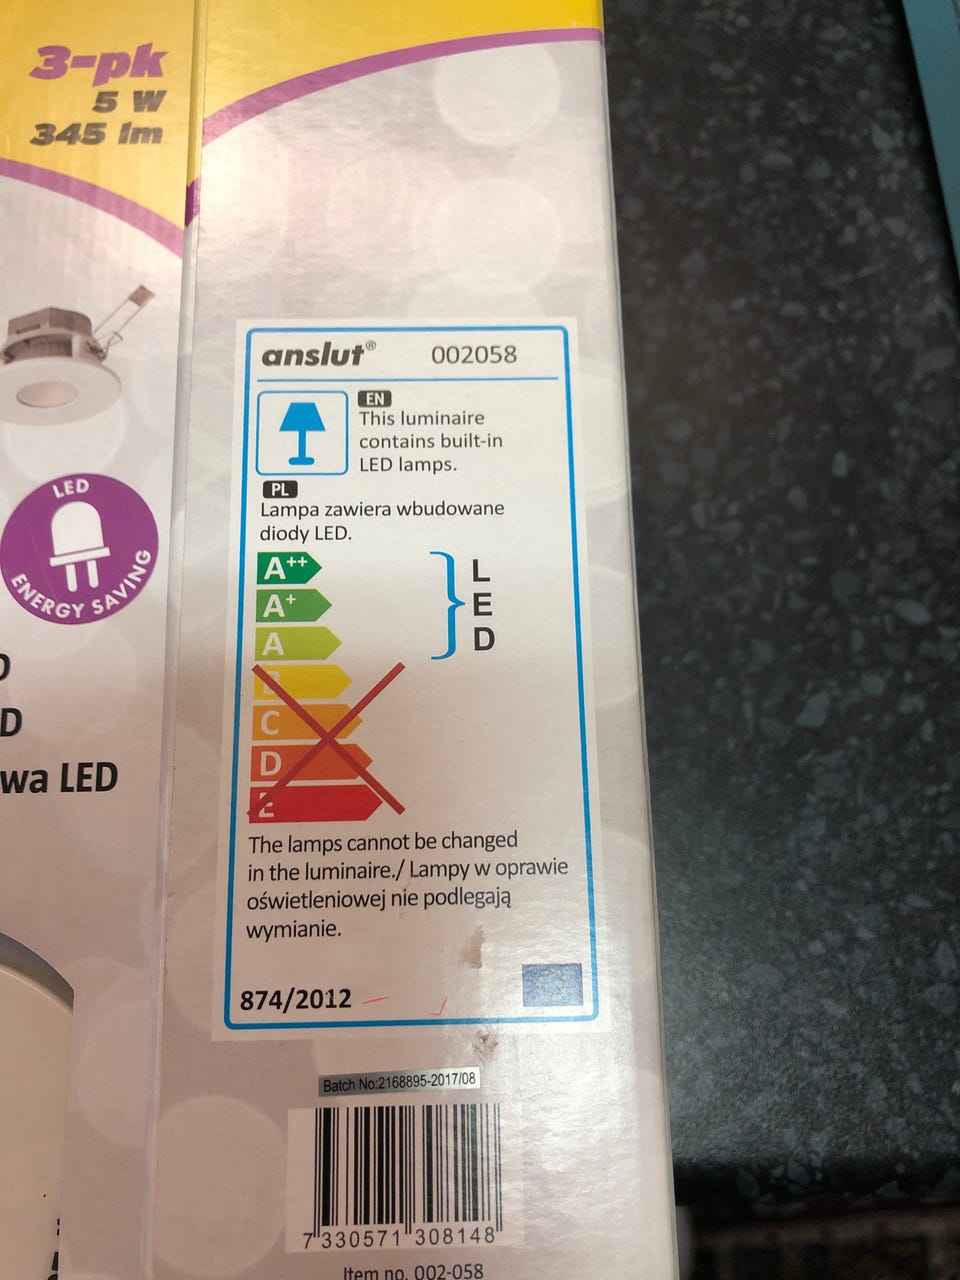 3-pk
5 W
345 lm
LED
ENERGY SAVING
D
D
wa LED
anslut® 002058
EN
This luminaire
contains built-in
LED lamps.
PL
Lampa zawiera wbudowane
diody LED.
A++
A+
A
B
C
D
E
L
E
D
The lamps cannot be changed
in the luminaire./ Lampy w oprawie
oświetleniowej nie podlegają
wymianie.
874/2012
Batch No:2168895-2017/08
7 330571 308148
Item no. 002-058